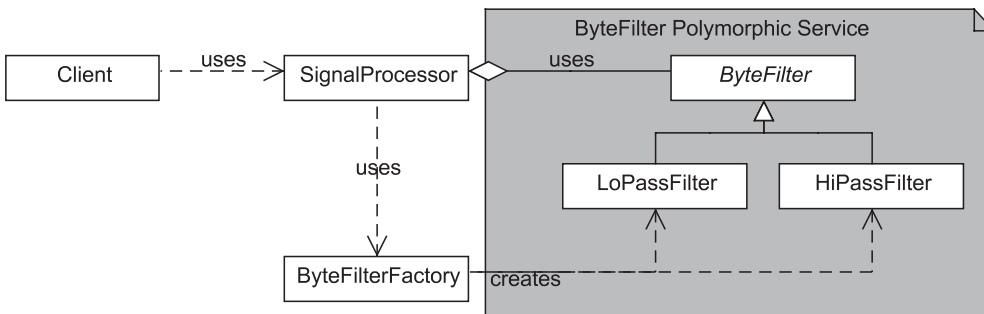 ByteFilter Polymorphic Service
Client
uses
SignalProcessor
uses
ByteFilter
uses
LoPassFilter
HiPassFilter
ByteFilterFactory
creates